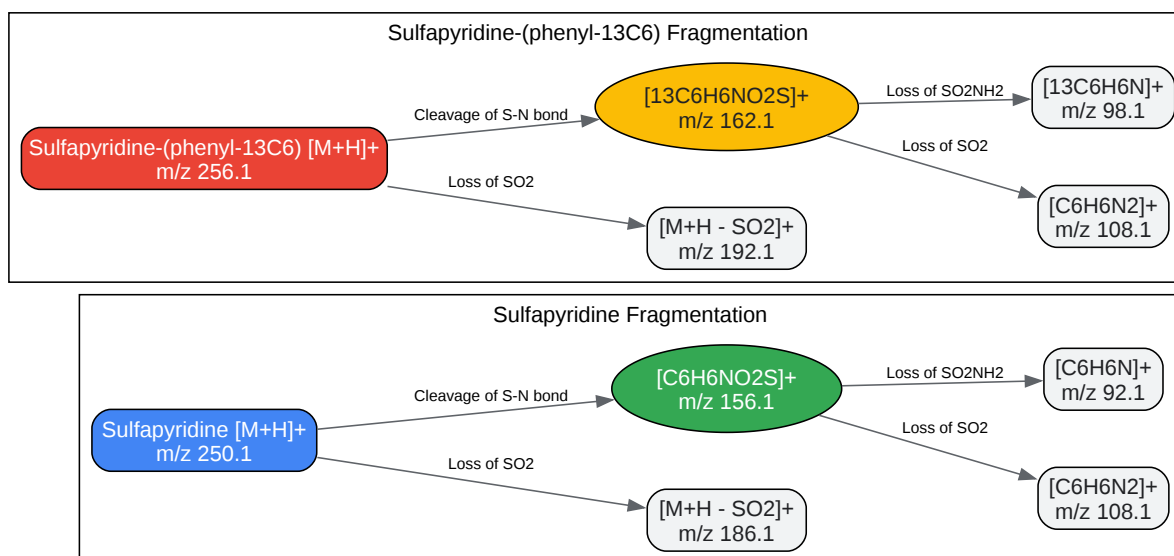 Sulfapyridine-(phenyl-13C6) Fragmentation
Sulfapyridine-(phenyl-13C6) [M+H]+
m/z 256.1
Cleavage of S-N bond
Loss of SO2
[13C6H6NO2S]+
m/z 162.1
[M+H - SO2]+
m/z 192.1
Loss of SO2NH2
Loss of SO2
[13C6H6N]+
m/z 98.1
[C6H6N2]+
m/z 108.1
Sulfapyridine Fragmentation
Sulfapyridine [M+H]+
m/z 250.1
Cleavage of S-N bond
Loss of SO2
[C6H6NO2S]+
m/z 156.1
[M+H - SO2]+
m/z 186.1
Loss of SO2NH2
Loss of SO2
[C6H6N]+
m/z 92.1
[C6H6N2]+
m/z 108.1